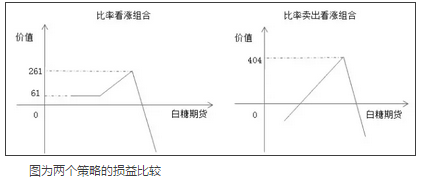 比率看涨组合
价值
261
61
0
白糖期货
比率卖出看涨组合
价值
404
0
白糖期货
图为两个策略的损益比较